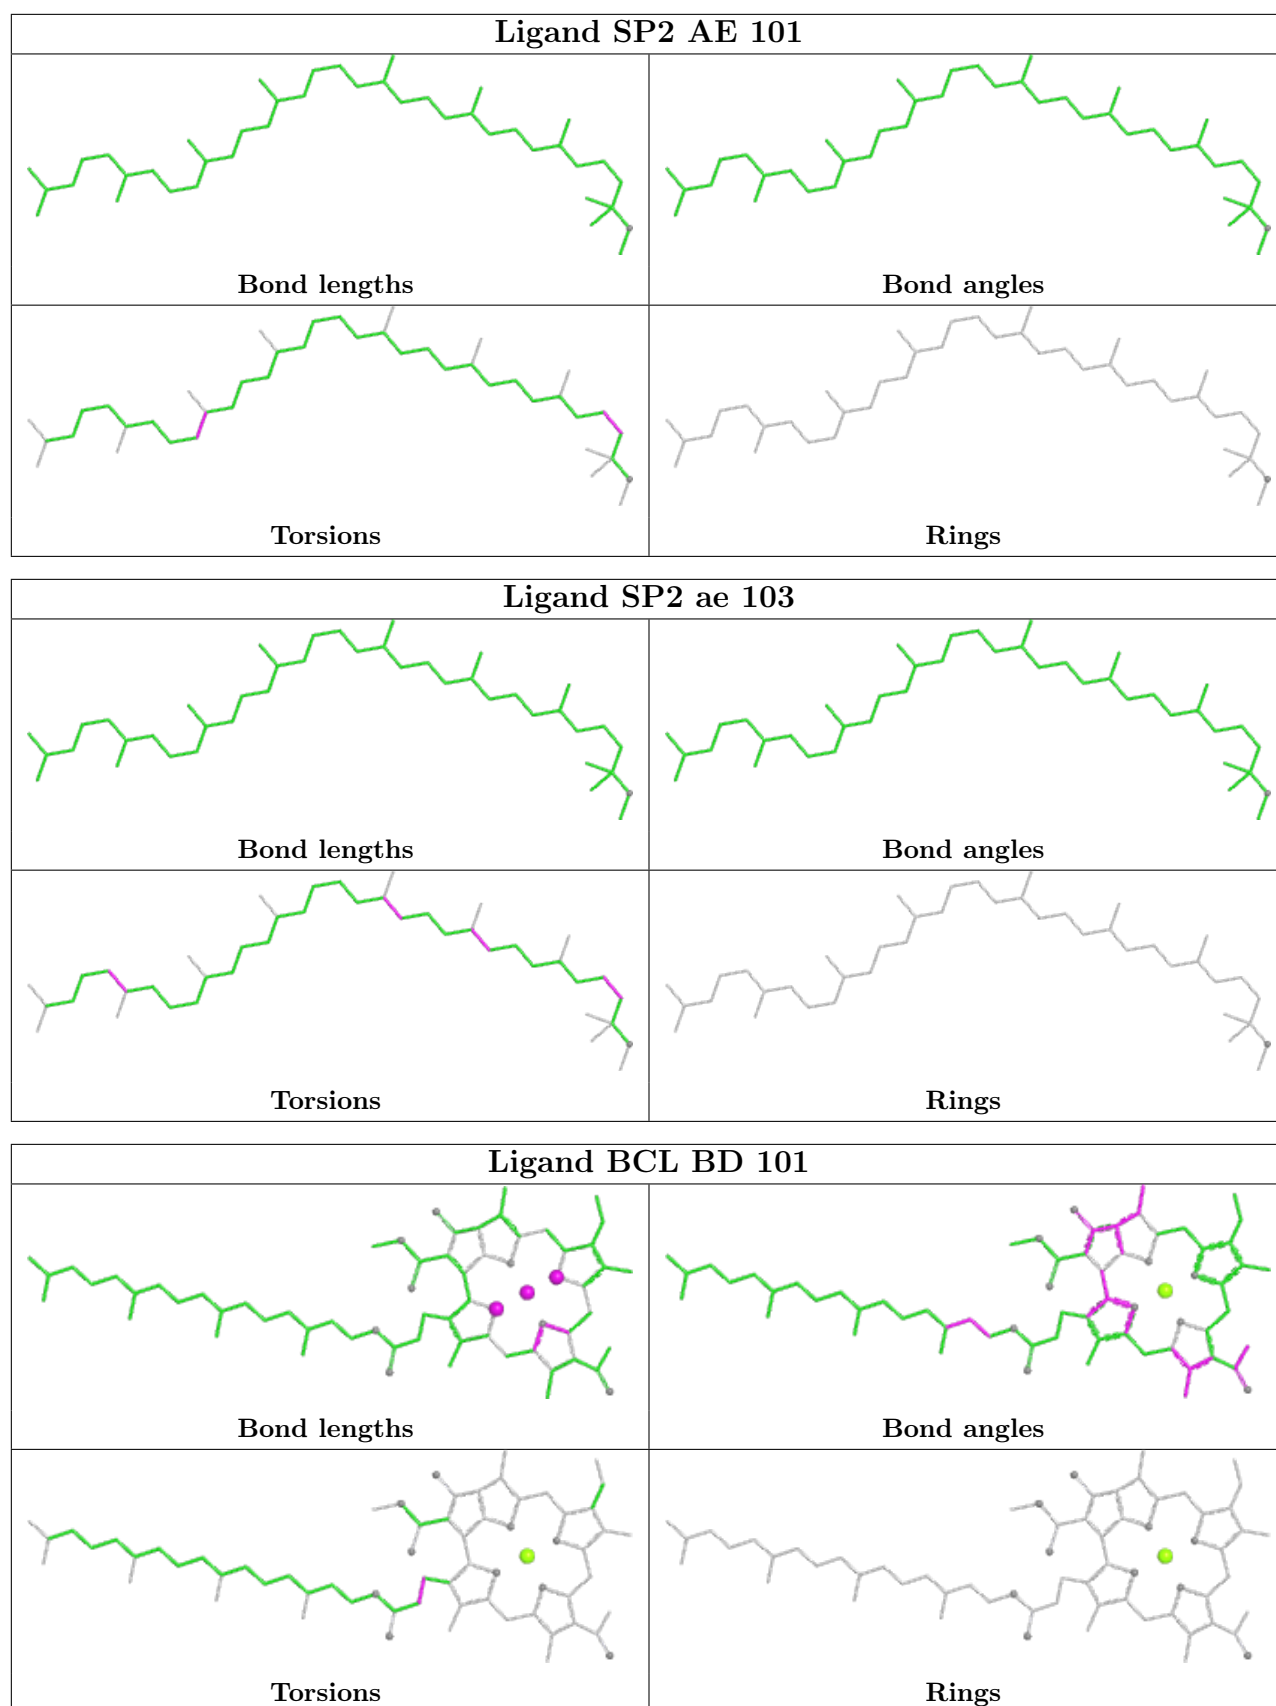 Ligand SP2 AE 101
Bond lengths
Bond angles
Torsions
Rings
Ligand SP2 ae 103
Bond lengths
Bond angles
Torsions
Rings
Ligand BCL BD 101
Bond lengths
Bond angles
Torsions
Rings